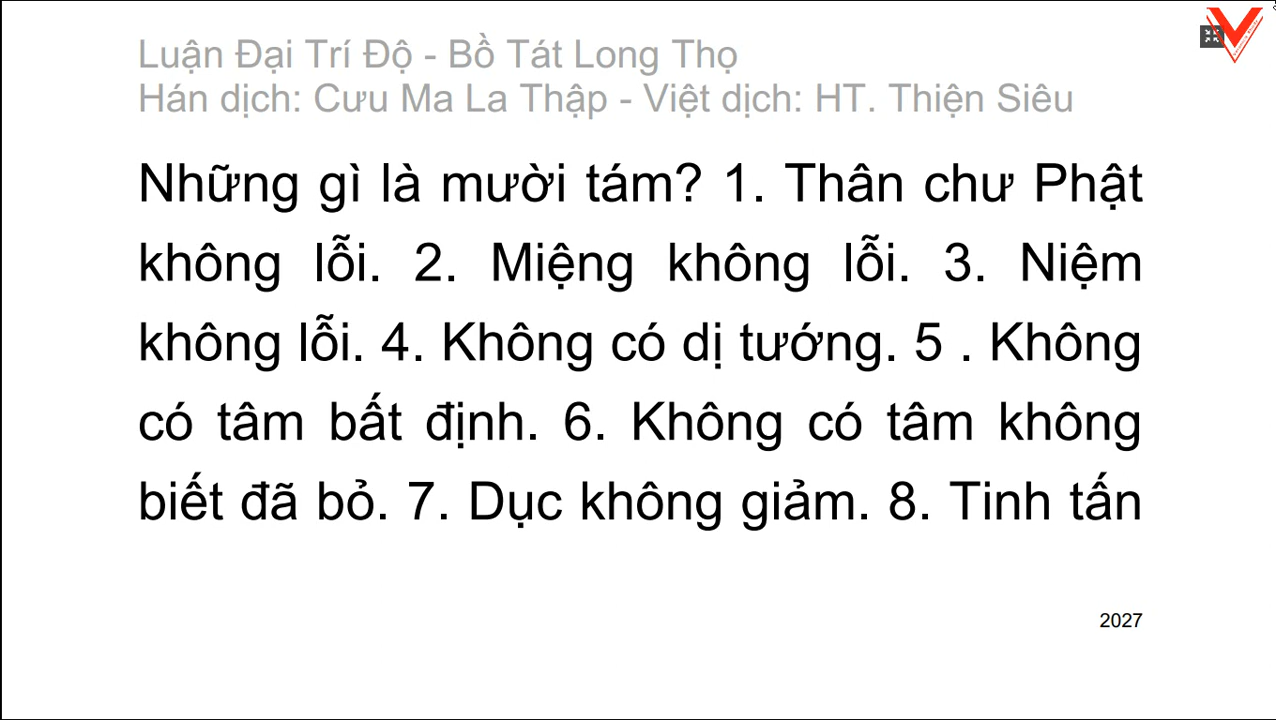 Luận Đại Trí Độ - Bồ Tát Long Thọ
Hán dịch: Cưu Ma La Thập - Việt dịch: HT. Thiện Siêu
Những gì là mười tám? 1. Thân chư Phật
không lỗi. 2. Miệng không lỗi. 3. Niệm
không lỗi. 4. Không có dị tướng. 5 . Không
có tâm bất định. 6. Không có tâm không
biết đã bỏ. 7. Dục không giảm. 8. Tinh tấn
2027